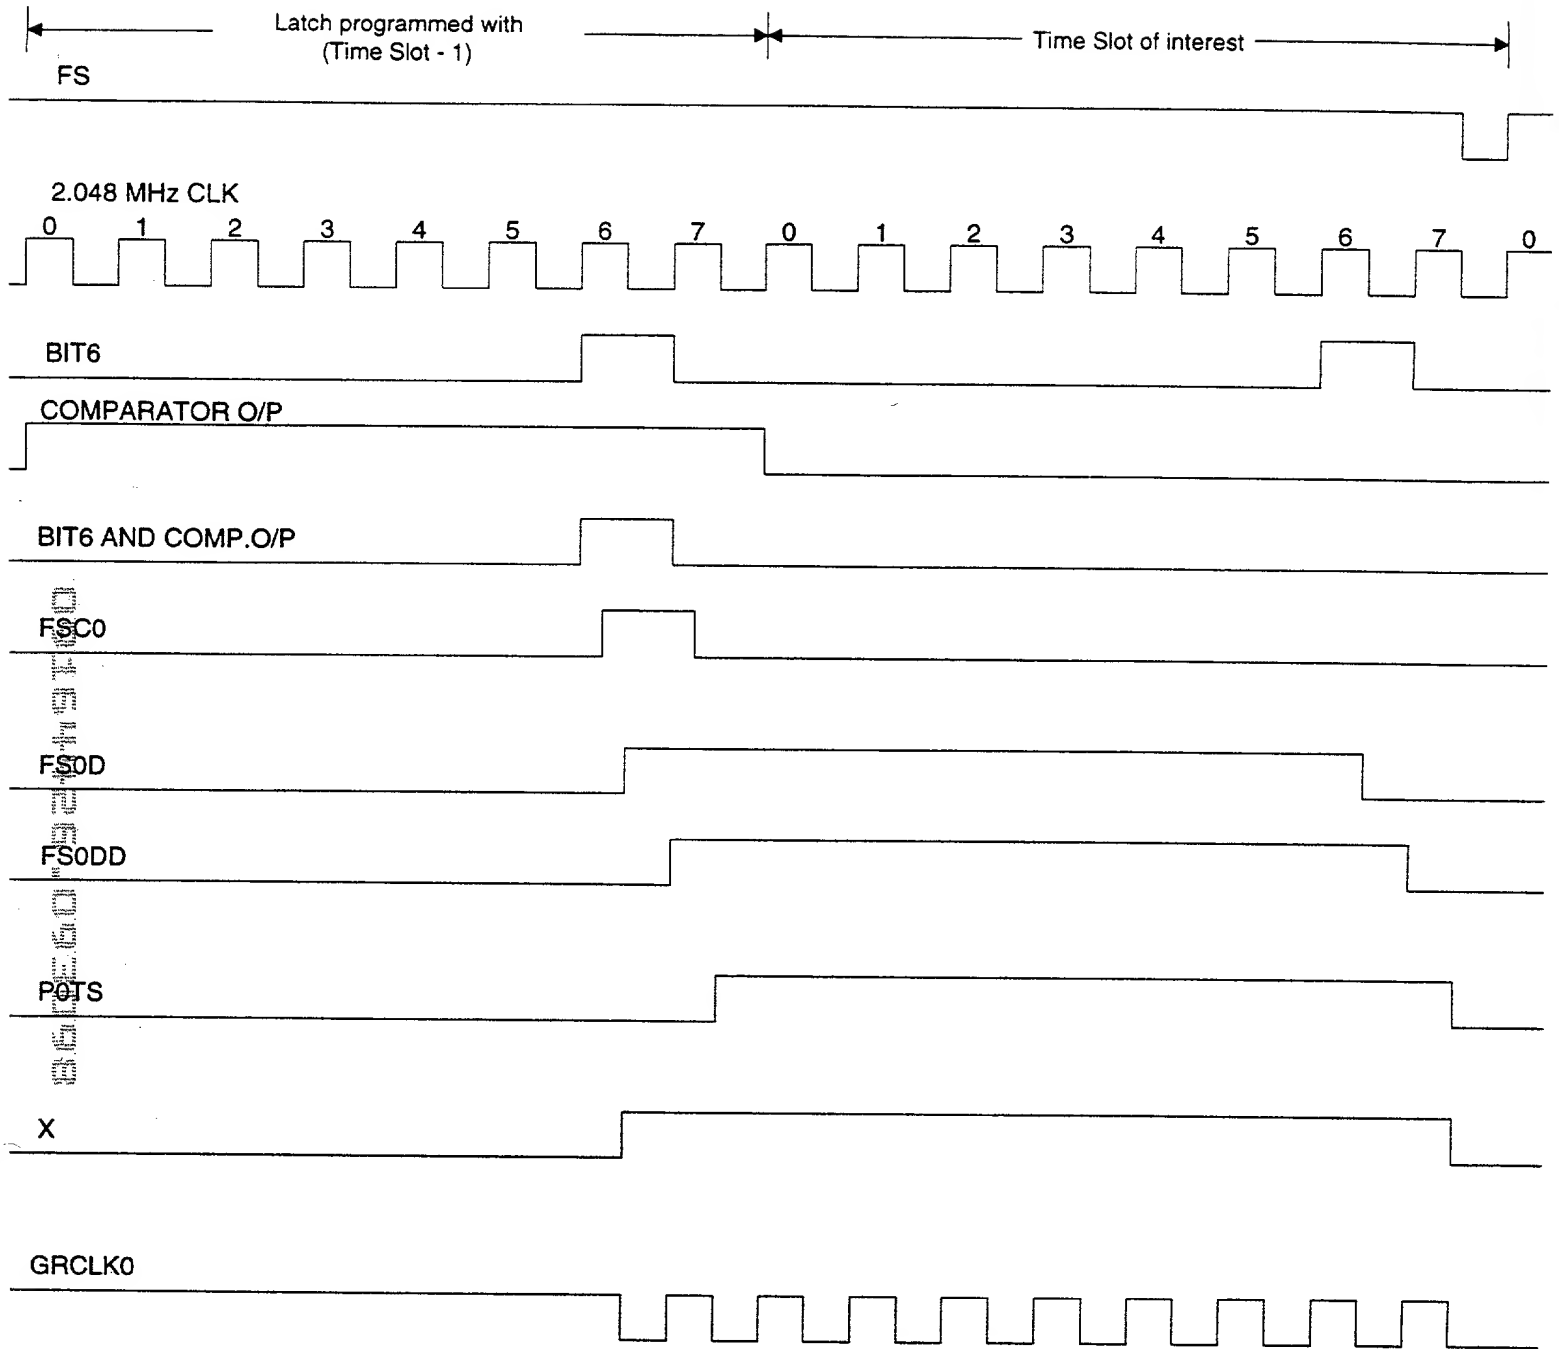 Latch programmed with
(Time Slot - 1)
Time Slot of interest
FS
2.048 MHz CLK
0 1 2 3 4 5 6 7 0 1 2 3 4 5 6 7 0
BIT6
COMPARATOR O/P
BIT6 AND COMP.O/P
FSC0
FS0D
FS0DD
P0TS
X
GRCLK0